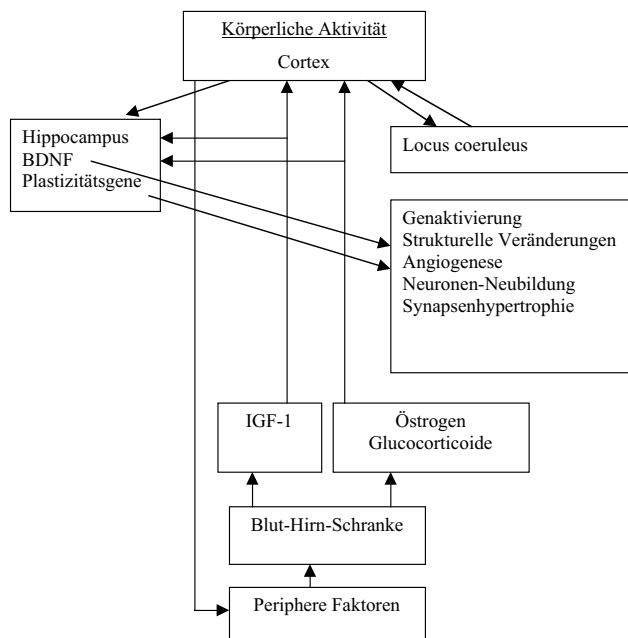 Körperliche Aktivität
Cortex
Hippocampus
BDNF
Plastizitätsgene
Locus coeruleus
Genaktivierung
Strukturelle Veränderungen
Angiogenese
Neuronen-Neubildung
Synapsenhypertrophie
IGF-1
Östrogen
Glucocorticoide
Blut-Hirn-Schranke
Periphere Faktoren